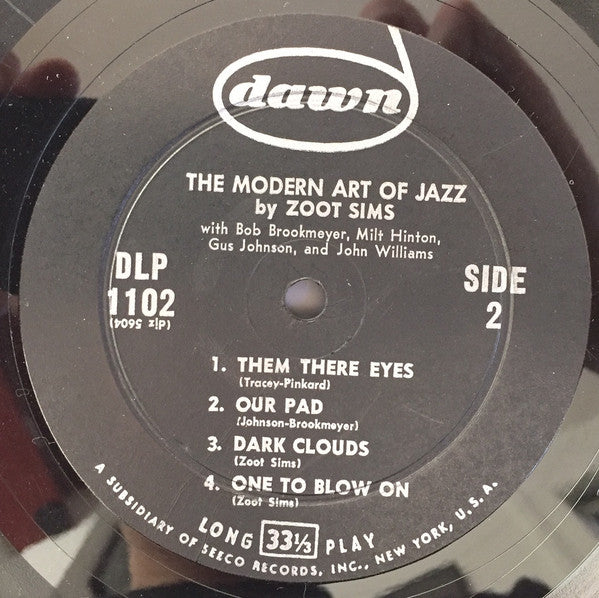 dawn
THE MODERN ART OF JAZZ
by ZOOT SIMS
with Bob Brookmeyer, Milt Hinton,
Gus Johnson, and John Williams
DLP
1102
(dlz 5604)
SIDE
2
1. THEM THERE EYES
(Tracey-Pinkard)
2. OUR PAD
(Johnson-Brookmeyer)
3. DARK CLOUDS
(Zoot Sims)
4. ONE TO BLOW ON
(Zoot Sims)
LONG 33⅓ PLAY
A SUBSIDIARY OF SEECO RECORDS, INC., NEW YORK, U.S.A.